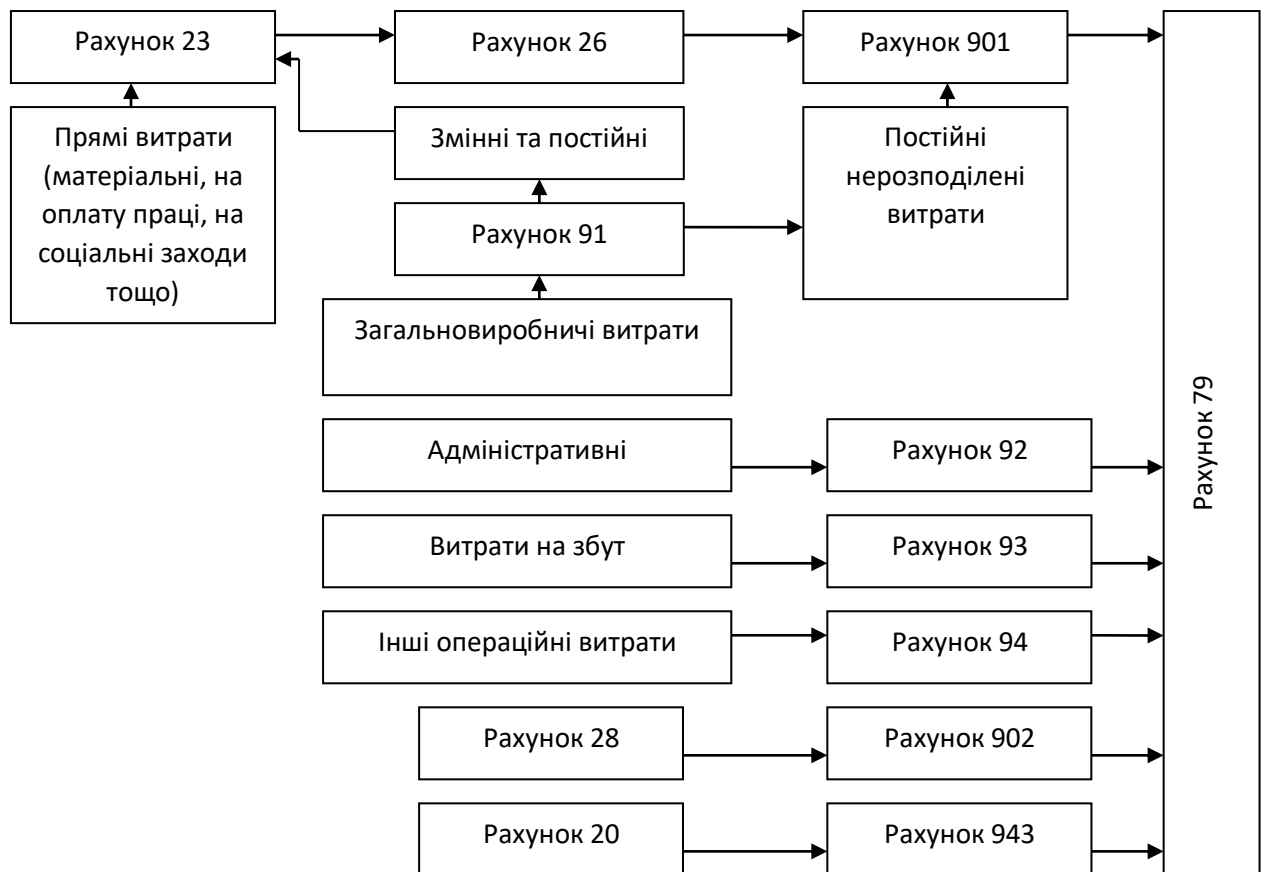 Рахунок 23
Рахунок 26
Рахунок 901
Прямі витрати
(матеріальні, на
оплату праці, на
соціальні заходи
тощо)
Змінні та постійні
Постійні
нерозподілені
витрати
Рахунок 91
Загальновиробничі витрати
Рахунок 79
Адміністративні
Рахунок 92
Витрати на збут
Рахунок 93
Інші операційні витрати
Рахунок 94
Рахунок 28
Рахунок 902
Рахунок 20
Рахунок 943